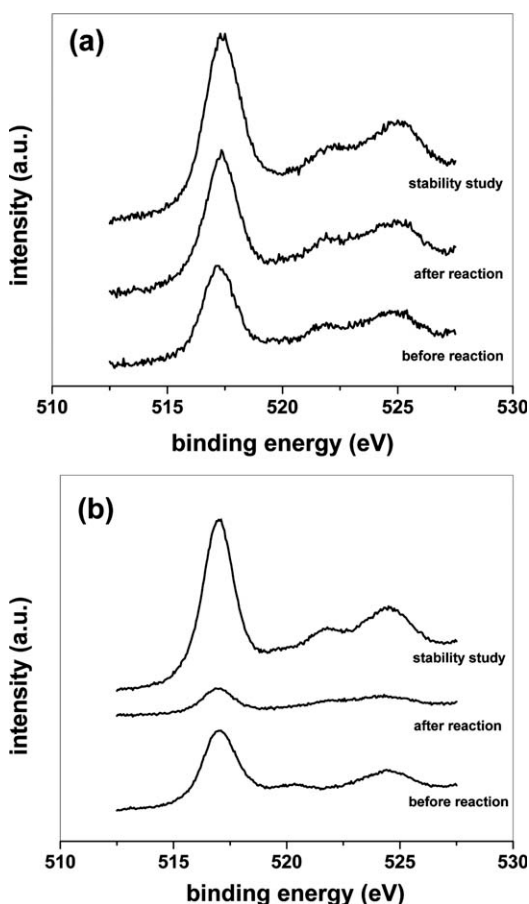 (a)
intensity (a.u.)
stability study
after reaction
before reaction
510 515 520 525 530
binding energy (eV)
(b)
intensity (a.u.)
stability study
after reaction
before reaction
510 515 520 525 530
binding energy (eV)